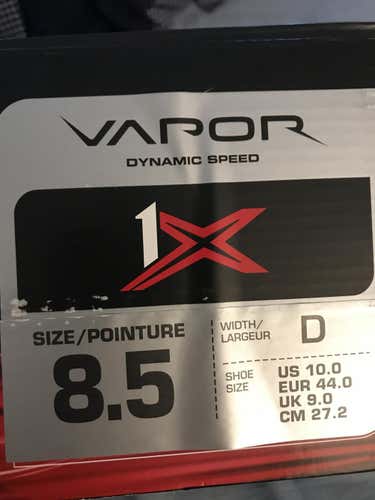 VAPOR
DYNAMIC SPEED
1X
SIZE/POINTURE
8.5
WIDTH/
LARGEUR
D
SHOE
SIZE
US 10.0
EUR 44.0
UK 9.0
CM 27.2